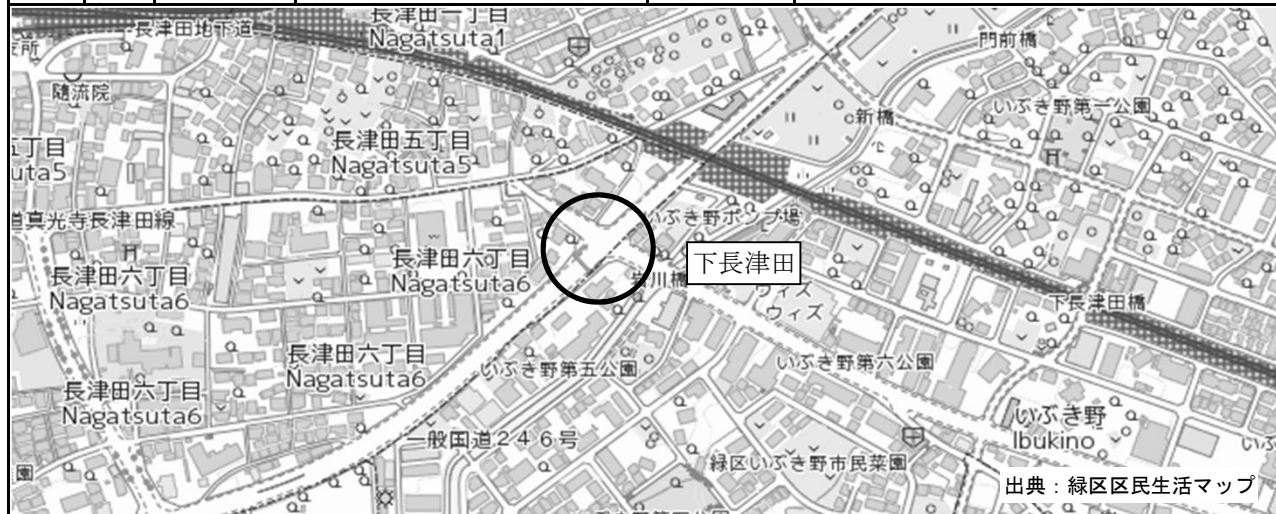 長津田地下道
長津田一丁目
Nagatsuta1
門前橋
随流院
いぶき野第一公園
新橋
長津田五丁目
Nagatsuta5
uta5
道真光寺長津田線
いぶき野ポンプ場
長津田六丁目
Nagatsuta6
長津田六丁目
Nagatsuta6
下長津田
岩川橋
ウィズ
ウィズ
下長津田橋
長津田六丁目
Nagatsuta6
いぶき野第五公園
いぶき野第六公園
長津田六丁目
Nagatsuta6
いぶき野
Ibukino
一般国道246号
緑区いぶき野市民菜園
園
出典：緑区区民生活マップ